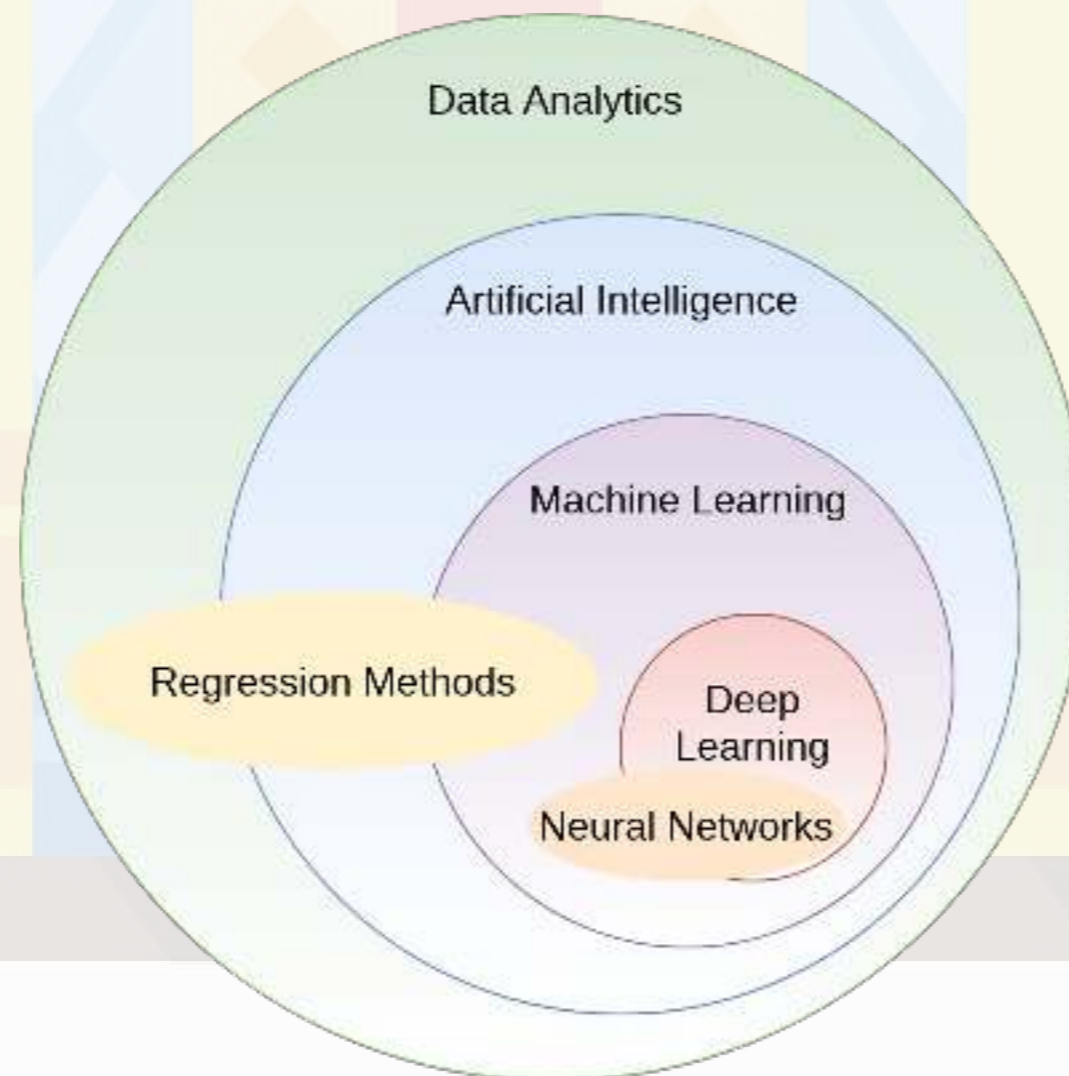 Data Analytics
Artificial Intelligence
Machine Learning
Regression Methods
Deep
Learning
Neural Networks